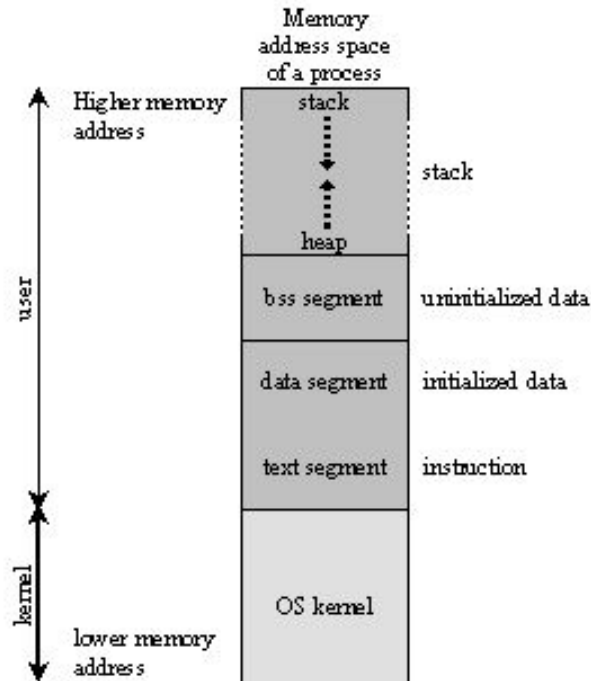 Memory
address space
of a process
Higher memory
address
stack
stack
heap
bss segment
uninitialized data
data segment
initialized data
text segment
instruction
user
kernel
OS kernel
lower memory
address